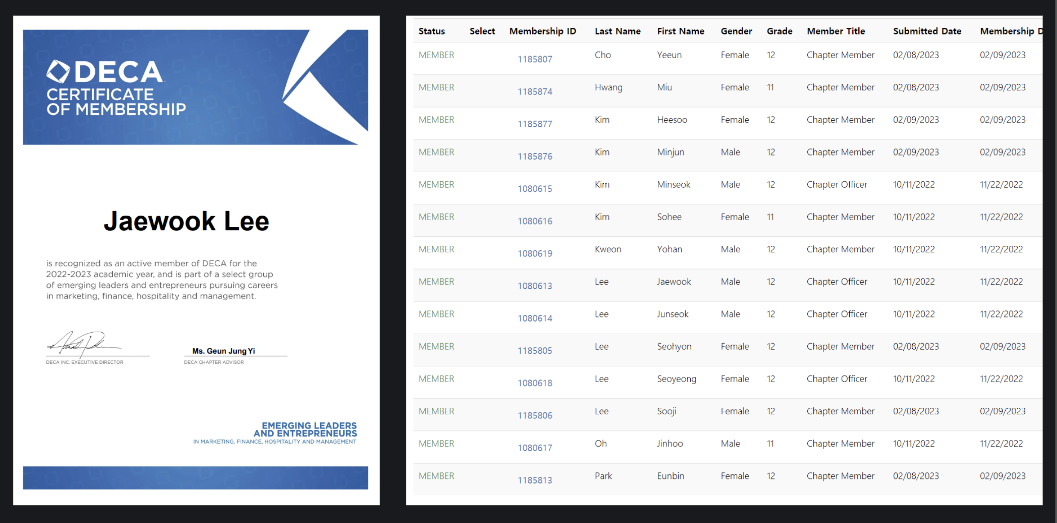 DECA
CERTIFICATE
OF MEMBERSHIP
Jaewook Lee
is recognized as an active member of DECA for the
2022-2023 academic year, and is part of a select group
of emerging leaders and entrepreneurs pursuing careers
in marketing, finance, hospitality and management.
Ms. Geun Jung Yi
DECA INC. EXECUTIVE DIRECTOR DECA CHAPTER ADVISOR
EMERGING LEADERS
AND ENTREPRENEURS
IN MARKETING, FINANCE, HOSPITALITY AND MANAGEMENT
Status Select Membership ID Last Name First Name Gender Grade Member Title Submitted Date Membership D
MEMBER 1185807 Cho Yeeun Female 12 Chapter Member 02/08/2023 02/09/2023
MEMBER 1185874 Hwang Miu Female 11 Chapter Member 02/08/2023 02/09/2023
MEMBER 1185877 Kim Heesoo Female 12 Chapter Member 02/09/2023 02/09/2023
MEMBER 1185876 Kim Minjun Male 12 Chapter Member 02/09/2023 02/09/2023
MEMBER 1080615 Kim Minseok Male 12 Chapter Officer 10/11/2022 11/22/2022
MEMBER 1080616 Kim Sohee Female 11 Chapter Member 10/11/2022 11/22/2022
MEMBER 1080619 Kweon Yohan Male 12 Chapter Member 10/11/2022 11/22/2022
MEMBER 1080613 Lee Jaewook Male 12 Chapter Officer 10/11/2022 11/22/2022
MEMBER 1080614 Lee Junseok Male 12 Chapter Officer 10/11/2022 11/22/2022
MEMBER 1185805 Lee Seohyon Female 12 Chapter Member 02/08/2023 02/09/2023
MEMBER 1080618 Lee Seoyeong Female 12 Chapter Officer 10/11/2022 11/22/2022
MEMBER 1185806 Lee Sooji Female 12 Chapter Member 02/08/2023 02/09/2023
MEMBER 1080617 Oh Jinhoo Male 11 Chapter Member 10/11/2022 11/22/2022
MEMBER 1185813 Park Eunbin Female 12 Chapter Member 02/08/2023 02/09/2023